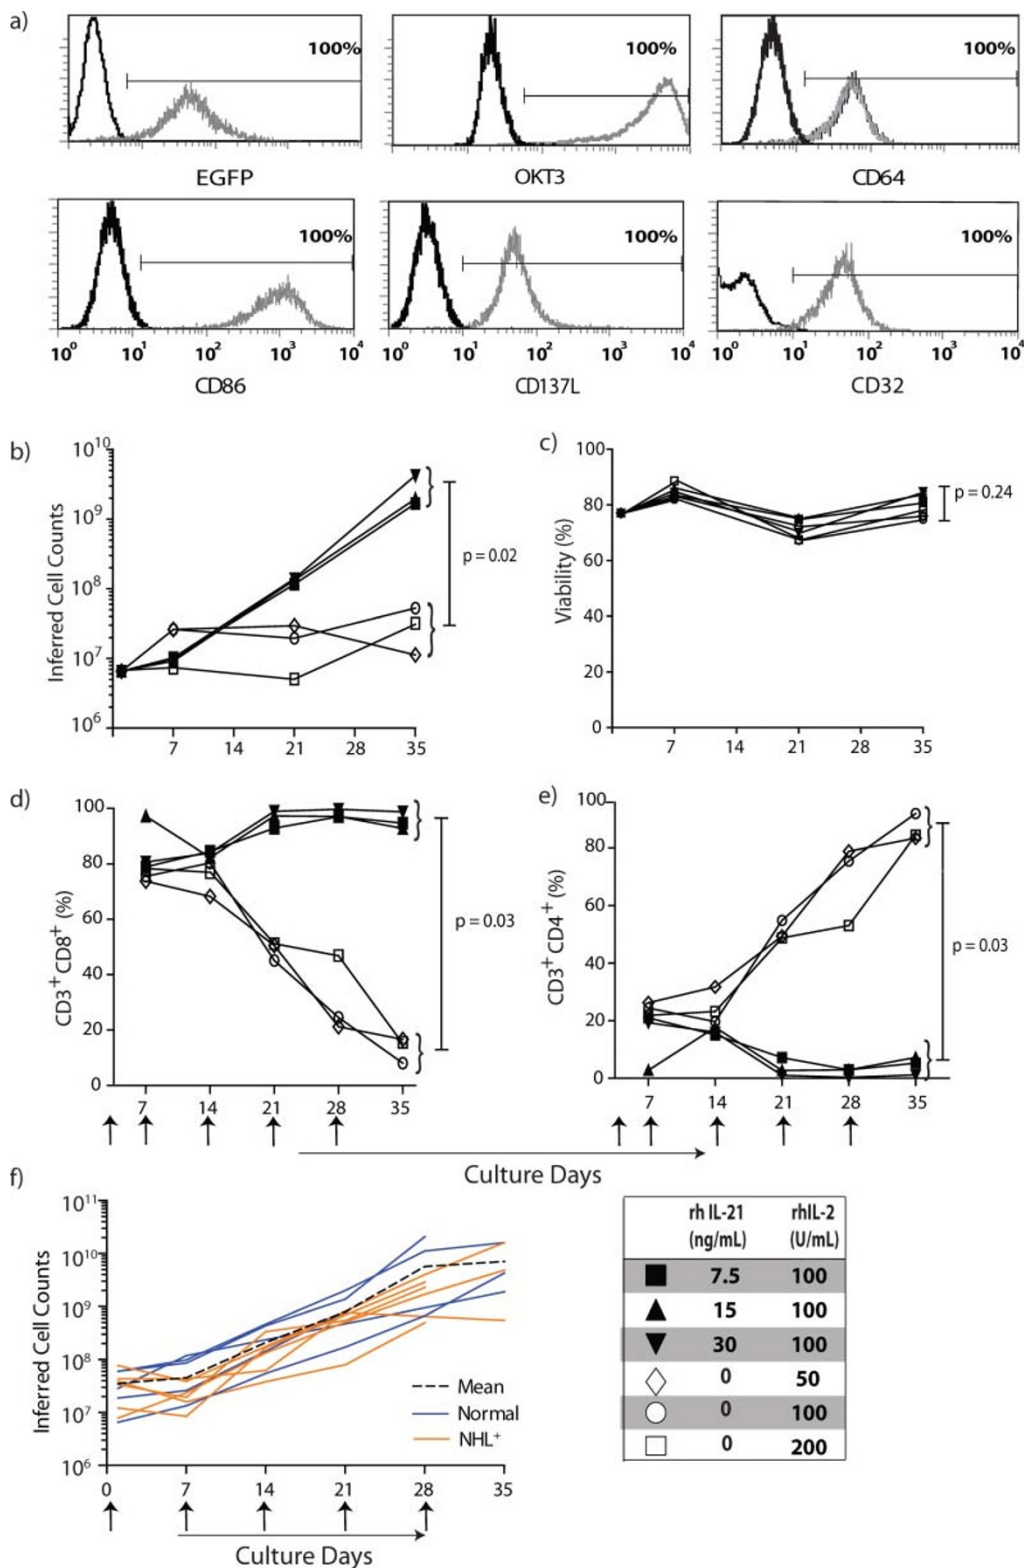 a)
100%
100%
100%
EGFP
OKT3
CD64
100%
100%
100%
10⁰ 10¹ 10² 10³ 10⁴
10¹ 10² 10³ 10⁴
10⁰ 10¹ 10² 10³ 10⁴
CD86
CD137L
CD32
b)
Inferred Cell Counts
10¹⁰
10⁹
10⁸
10⁷
10⁶
p = 0.02
7 14 21 28 35
c)
Viability (%)
100
80
60
40
20
0
p = 0.24
7 14 21 28 35
d)
CD3⁺ CD8⁺ (%)
100
80
60
40
20
0
p = 0.03
7 14 21 28 35
e)
CD3⁺ CD4⁺ (%)
100
80
60
40
20
0
p = 0.03
7 14 21 28 35
Culture Days
f)
Inferred Cell Counts
10¹¹
10¹⁰
10⁹
10⁸
10⁷
10⁶
Mean
Normal
NHL⁺
0 7 14 21 28 35
Culture Days
rh IL-21 rhIL-2
(ng/mL) (U/mL)
7.5 100
15 100
30 100
0 50
0 100
0 200